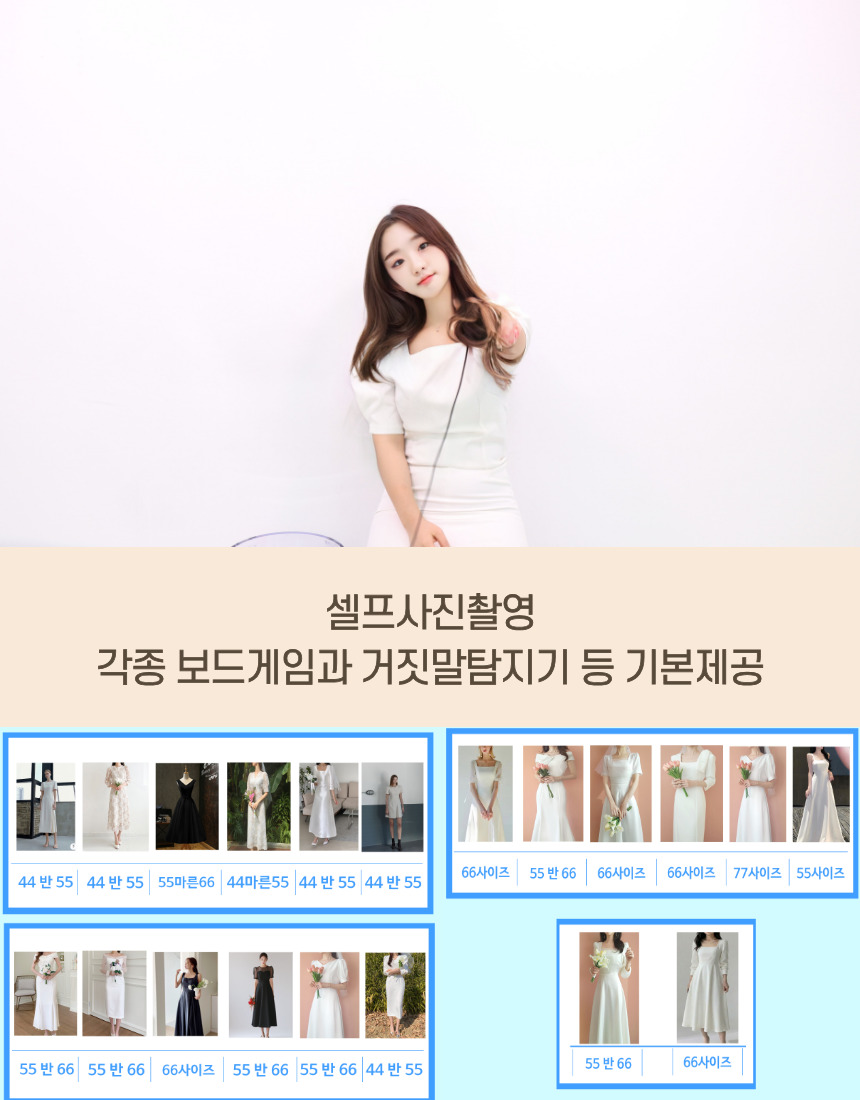 셀프사진촬영
각종 보드게임과 거짓말탐지기 등 기본제공
44 반 55 44 반 55 55마른66 44마른55 44 반 55 44 반 55
66사이즈 55 반 66 66사이즈 66사이즈 77사이즈 55사이즈
55 반 66 55 반 66 66사이즈 55 반 66 55 반 66 44 반 55
55 반 66 66사이즈